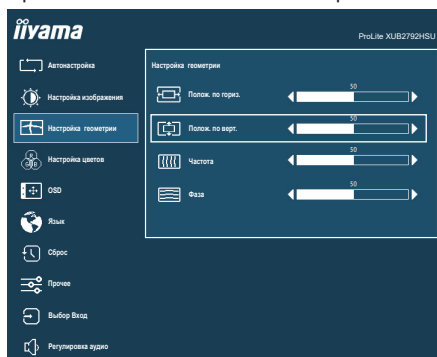 iiyama
ProLite XUB2792HSU
Автонастройка
Настройка изображения
Настройка геометрии
Настройка цветов
R
G B
OSD
Язык
Сброс
Прочее
Выбор Вход
Регулировка аудио
Настройка геометрии
Полож. по гориз.
50
Полож. по верт.
50
Частота
50
Фаза
50